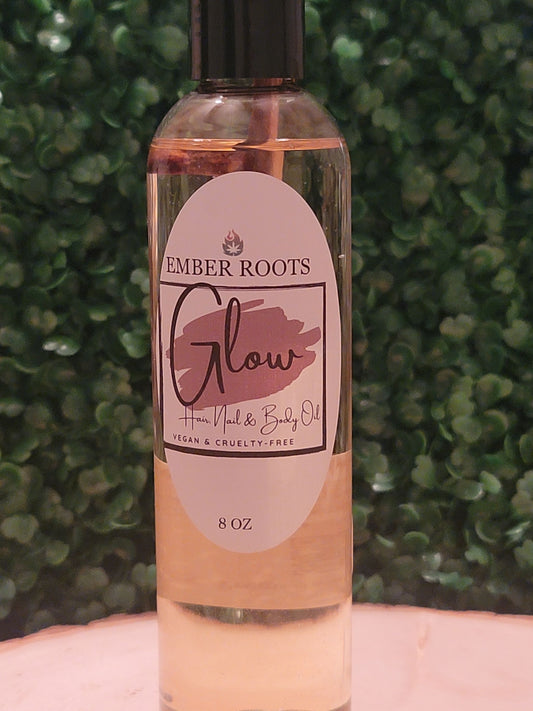 EMBER ROOTS
Glow
Hair, Nail & Body Oil
VEGAN & CRUELTY-FREE
8 OZ